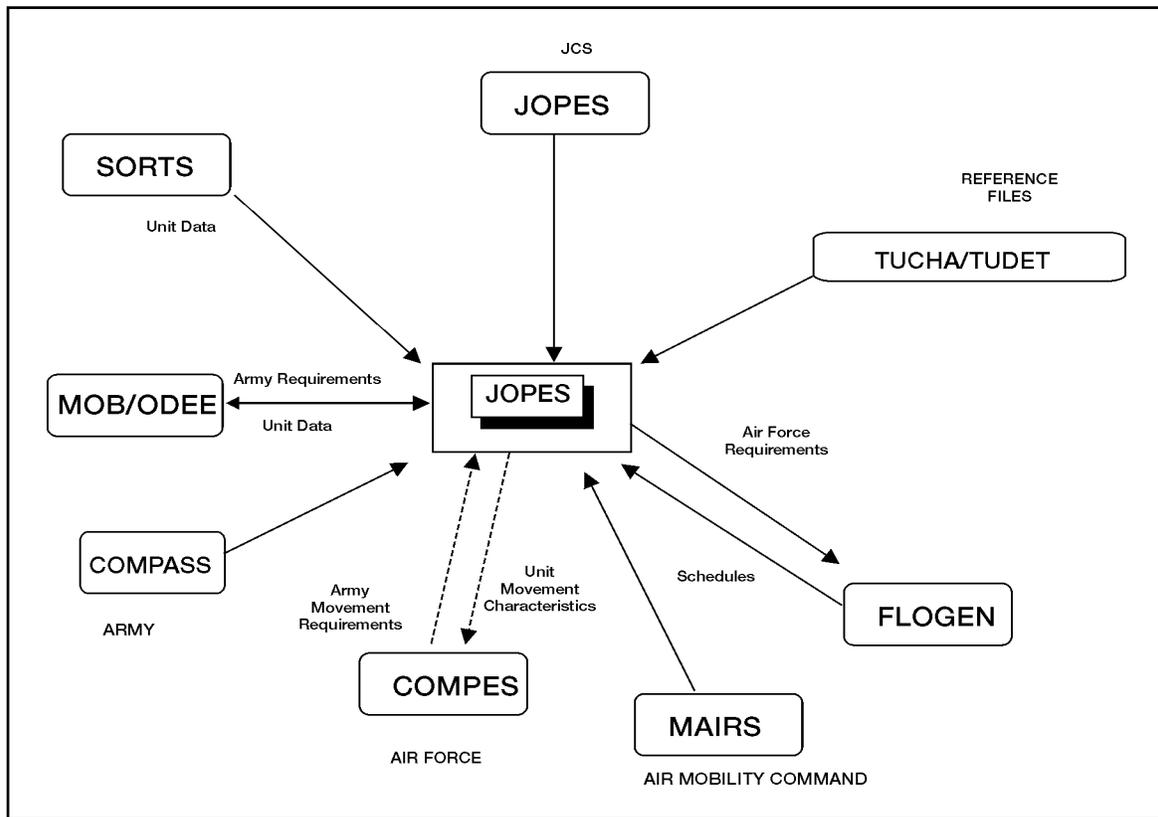 JCS
JOPES
SORTS
Unit Data
REFERENCE
FILES
TUCHA/TUDET
MOB/ODEE
Army Requirements
Unit Data
JOPES
Air Force
Requirements
COMPASS
ARMY
Army
Movement
Requirements
Unit
Movement
Characteristics
Schedules
FLOGEN
COMPES
AIR FORCE
MAIRS
AIR MOBILITY COMMAND